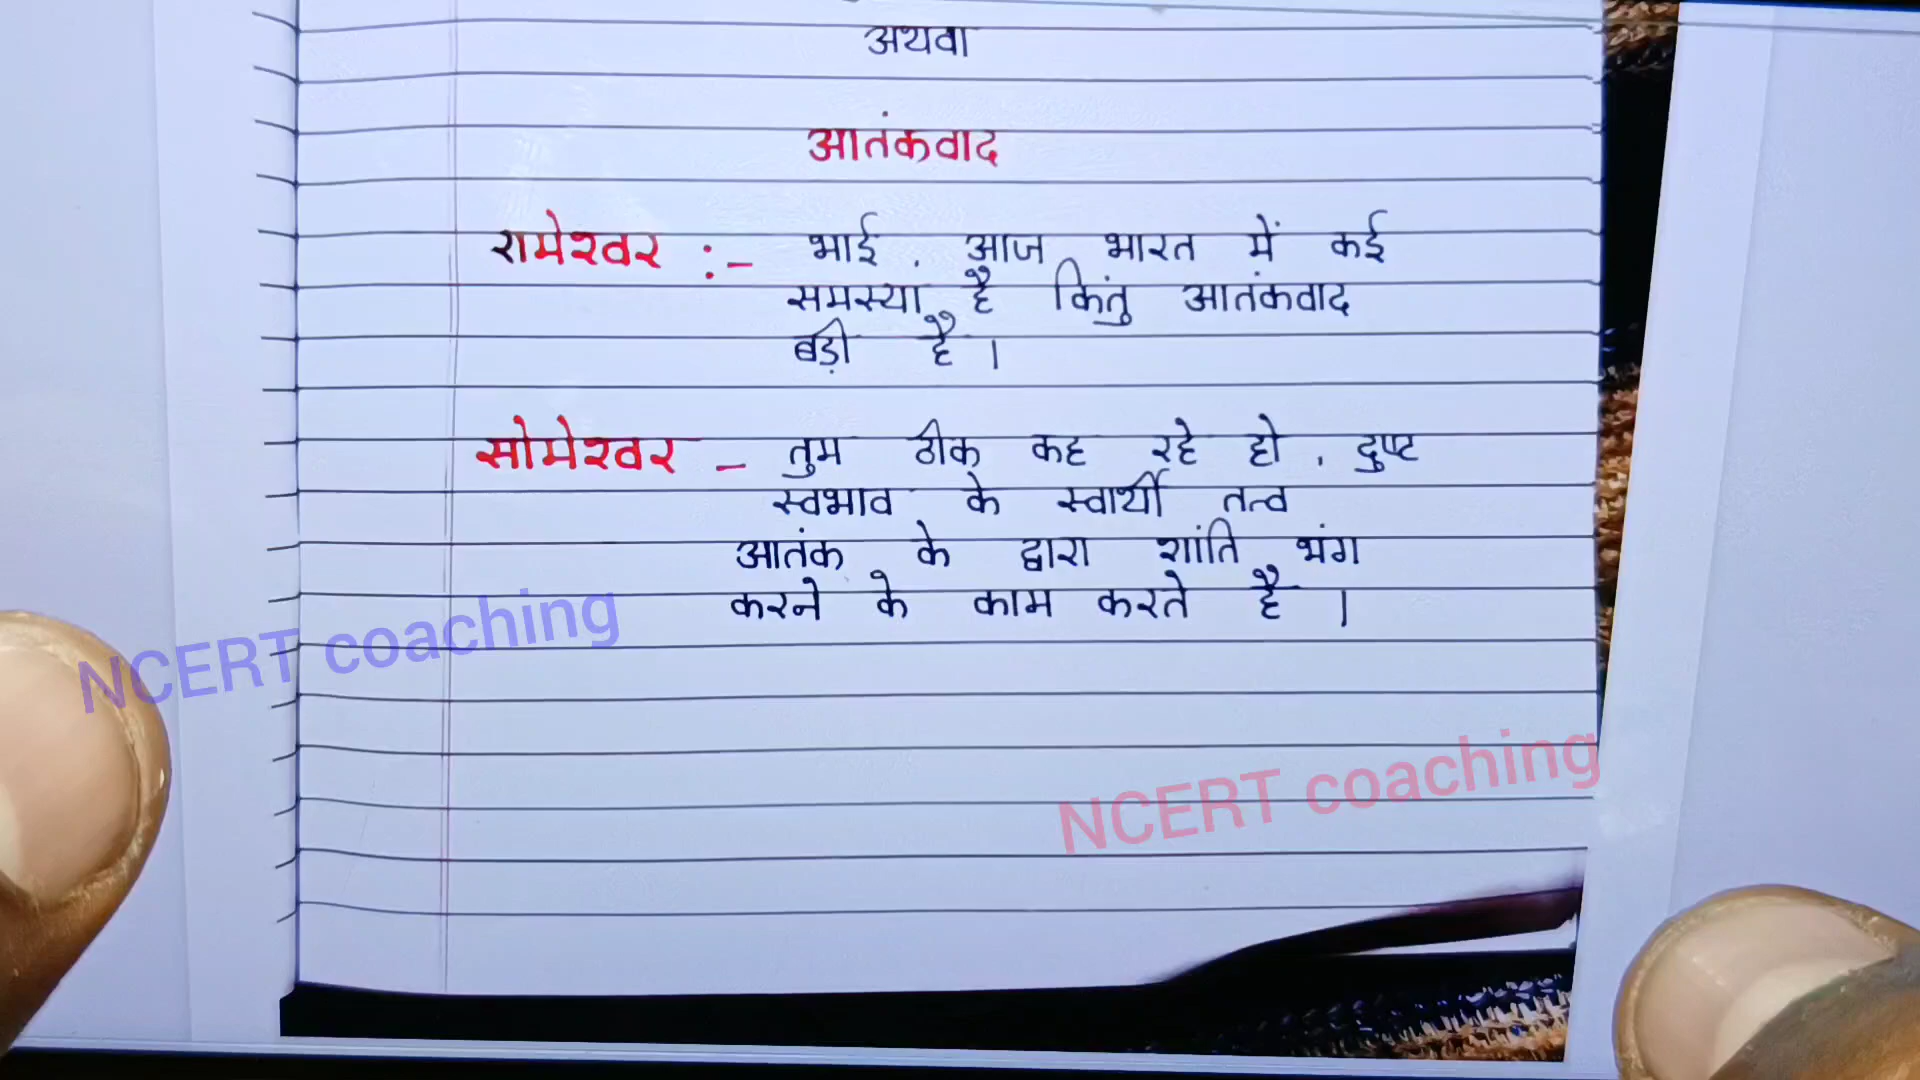 अथवा
आतंकवाद
रामेश्वर :- भाई , आज भारत में कई
समस्या है किंतु आतंकवाद
बड़ी है ।
सोमेश्वर - तुम ठीक कह रहे हो , दुष्ट
स्वभाव के स्वार्थी तत्व
आतंक के द्वारा शांति भंग
करने के काम करते है ।
NCERT coaching
NCERT coaching